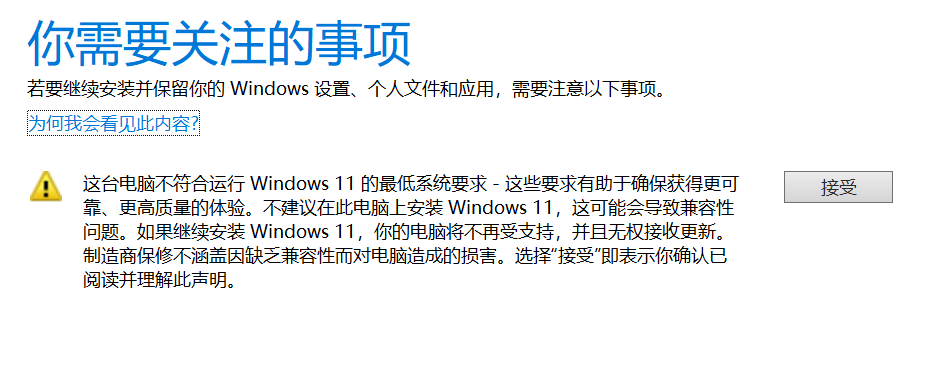 你需要关注的事项
若要继续安装并保留你的 Windows 设置、个人文件和应用，需要注意以下事项。
为何我会看见此内容?
这台电脑不符合运行 Windows 11 的最低系统要求 - 这些要求有助于确保获得更可
靠、更高质量的体验。不建议在此电脑上安装 Windows 11，这可能会导致兼容性
问题。如果继续安装 Windows 11，你的电脑将不再受支持，并且无权接收更新。
制造商保修不涵盖因缺乏兼容性而对电脑造成的损害。选择"接受"即表示你确认已
阅读并理解此声明。
接受